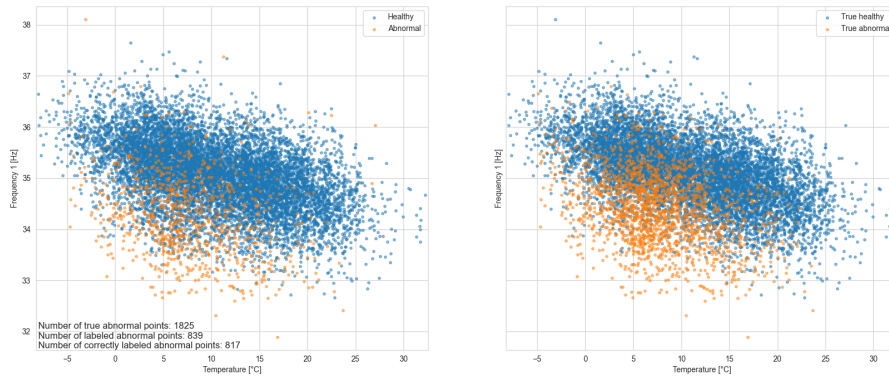 Healthy
Abnormal
38
37
36
35
34
33
32
Frequency 1 [Hz]
Number of true abnormal points: 1825
Number of labeled abnormal points: 839
Number of correctly labeled abnormal points: 817
−5 0 5 10 15 20 25 30
Temperature [°C]
True healthy
True abnormal
Frequency 1 [Hz]
−5 0 5 10 15 20 25 30
Temperature [°C]